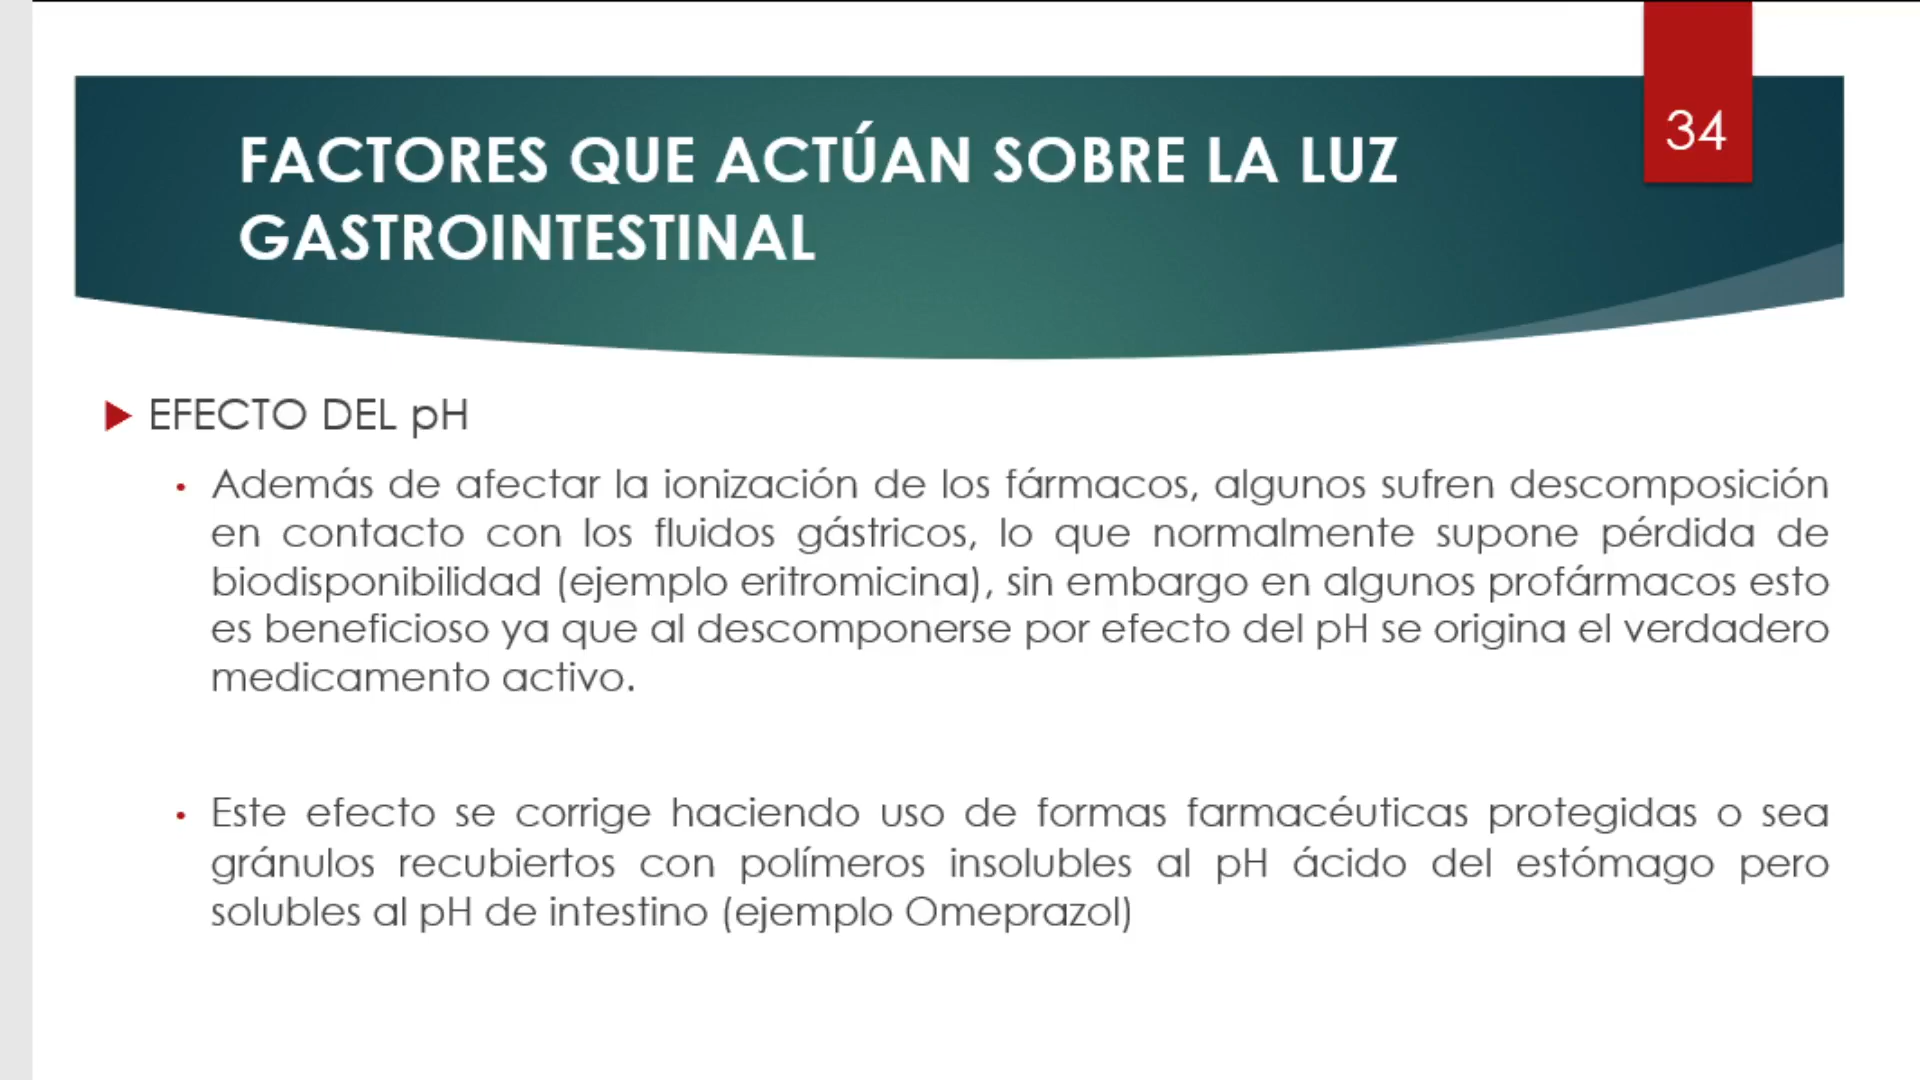 34
FACTORES QUE ACTÚAN SOBRE LA LUZ
GASTROINTESTINAL
EFECTO DEL pH
• Además de afectar la ionización de los fármacos, algunos sufren descomposición
en contacto con los fluidos gástricos, lo que normalmente supone pérdida de
biodisponibilidad (ejemplo eritromicina), sin embargo en algunos profármacos esto
es beneficioso ya que al descomponerse por efecto del pH se origina el verdadero
medicamento activo.
• Este efecto se corrige haciendo uso de formas farmacéuticas protegidas o sea
gránulos recubiertos con polímeros insolubles al pH ácido del estómago pero
solubles al pH de intestino (ejemplo Omeprazol)